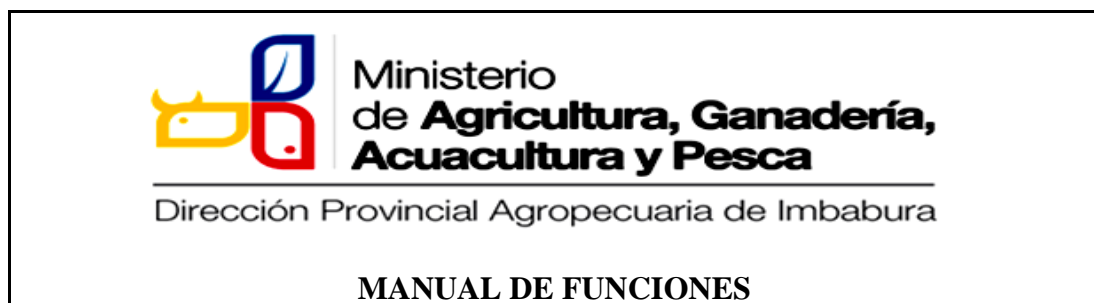 Ministerio
de Agricultura, Ganadería,
Acuacultura y Pesca
Dirección Provincial Agropecuaria de Imbabura
MANUAL DE FUNCIONES